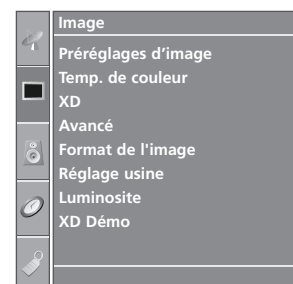 Image
Préréglages d’image
Temp. de couleur
XD
Avancé
Format de l'image
Réglage usine
Luminosite
XD Démo